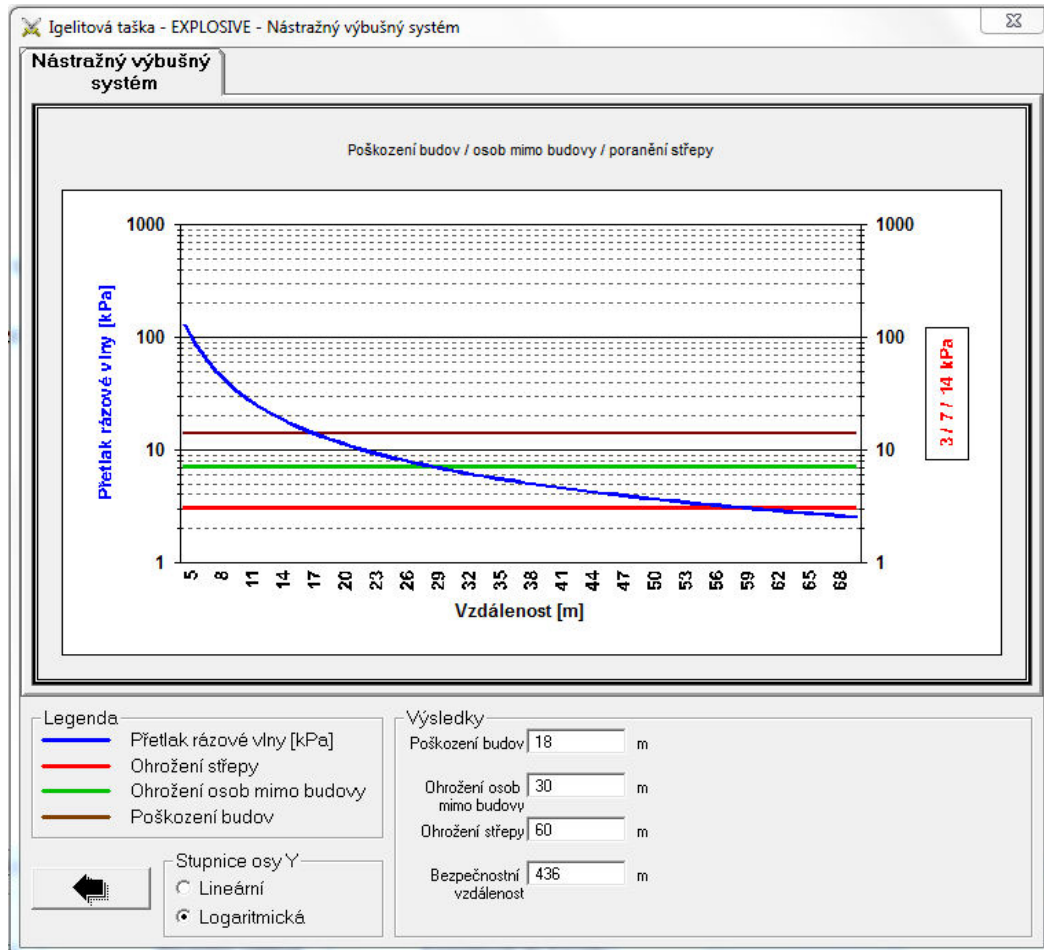 Igelitová taška - EXPLOSIVE - Nástražný výbušný systém
Nástražný výbušný
systém
Poškození budov / osob mimo budovy / poranění střepy
1000
100
10
1
Přetlak rázové vlny [kPa]
1000
100
10
1
3 / 7 / 14 kPa
5 8 11 14 17 20 23 26 29 32 35 38 41 44 47 50 53 56 59 62 65 68
Vzdálenost [m]
Legenda
Přetlak rázové vlny [kPa]
Ohrožení střepy
Ohrožení osob mimo budovy
Poškození budov
Stupnice osy Y
Lineární
Logaritmická
Výsledky
Poškození budov 18 m
Ohrožení osob 30 m
mimo budovy
Ohrožení střepy 60 m
Bezpečnostní 436 m
vzdálenost